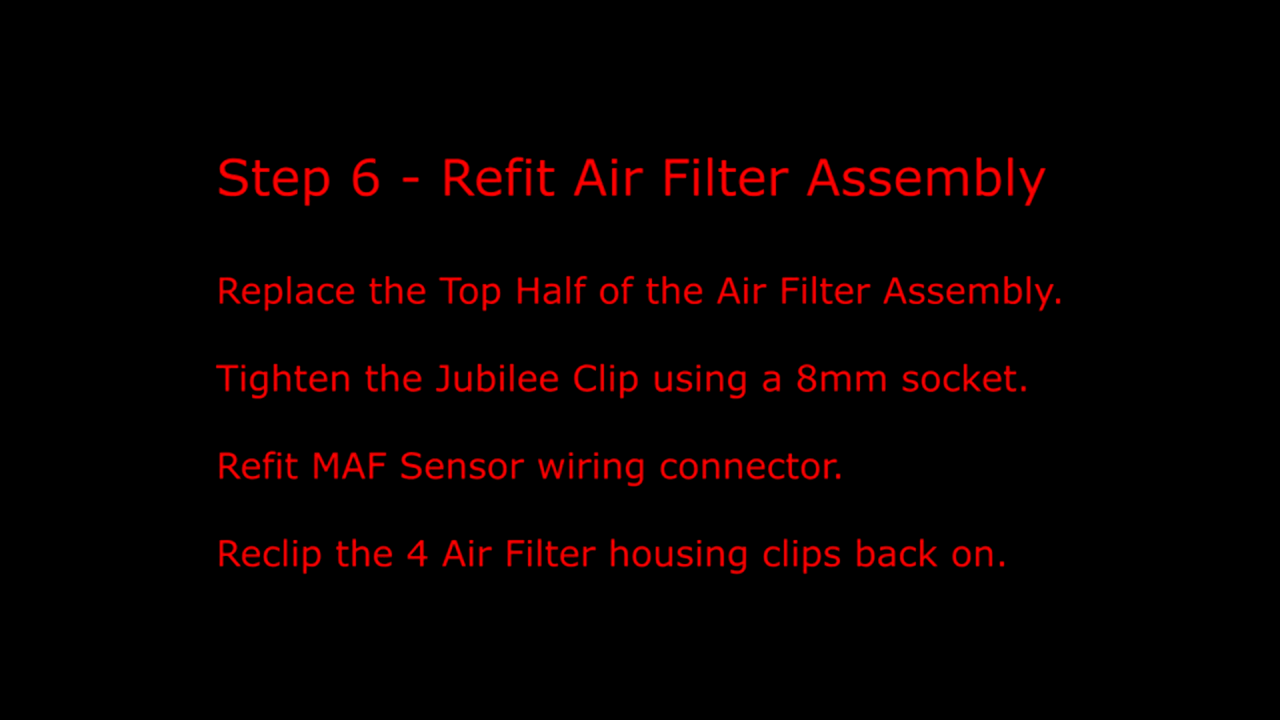 Step 6 - Refit Air Filter Assembly
Replace the Top Half of the Air Filter Assembly.
Tighten the Jubilee Clip using a 8mm socket.
Refit MAF Sensor wiring connector.
Reclip the 4 Air Filter housing clips back on.